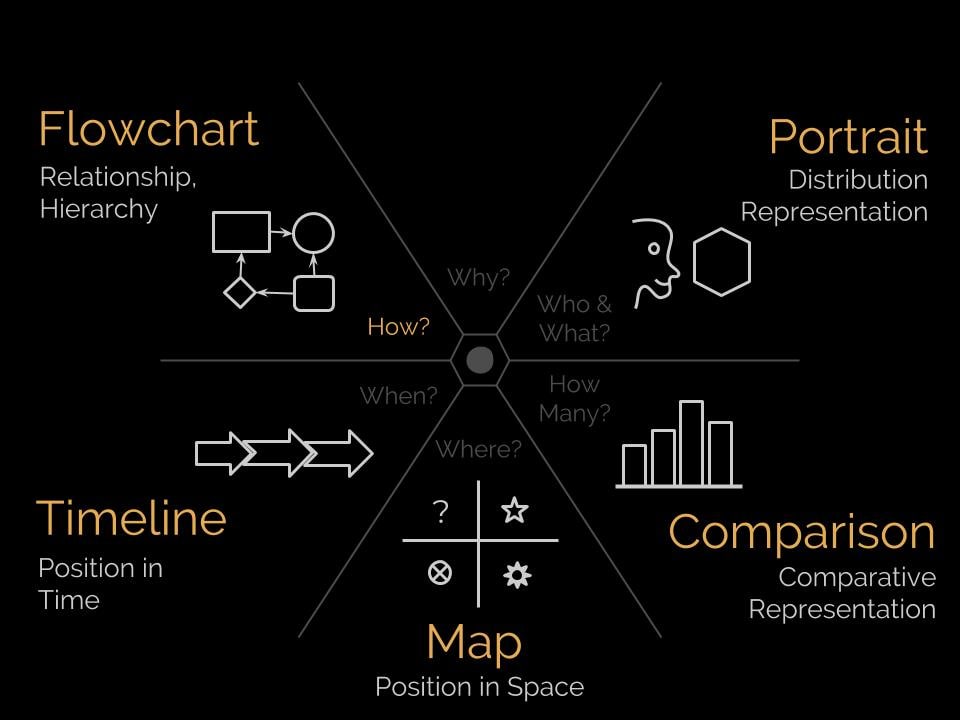 Flowchart
Relationship,
Hierarchy
Portrait
Distribution
Representation
Why?
Who &
What?
How?
When?
How
Many?
Where?
?
Timeline
Position in
Time
Comparison
Comparative
Representation
Map
Position in Space